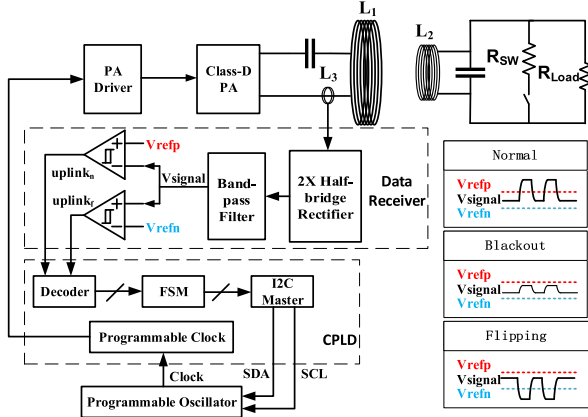 L1
L2
L3
RSW
RLoad
PA
Driver
Class-D
PA
Vrefp
uplinkn
Vsignal
uplinkf
Vrefn
Band-
pass
Filter
2X Half-
bridge
Rectifier
Data
Receiver
Decoder
FSM
I2C
Master
Programmable Clock
CPLD
Clock
SDA
SCL
Programmable Oscillator
Normal
Vrefp
Vsignal
Vrefn
Blackout
Vrefp
Vsignal
Vrefn
Flipping
Vrefp
Vsignal
Vrefn